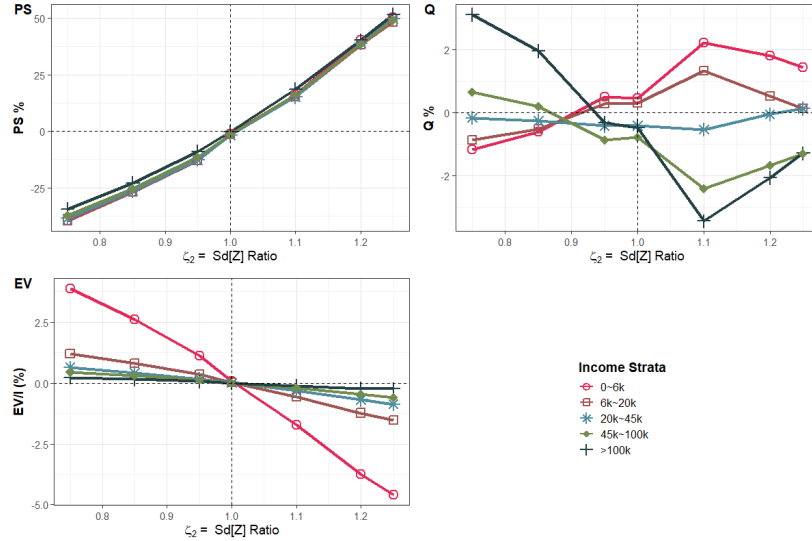 PS
Q
50
25
0
-25
PS %
0.8
0.9
1.0
1.1
1.2
ζ2 = Sd[Z] Ratio
2
0
-2
Q %
0.8
0.9
1.0
1.1
1.2
ζ2 = Sd[Z] Ratio
EV
2.5
0.0
-2.5
-5.0
EV/I (%)
0.8
0.9
1.0
1.1
1.2
ζ2 = Sd[Z] Ratio
Income Strata
0~6k
6k~20k
20k~45k
45k~100k
>100k